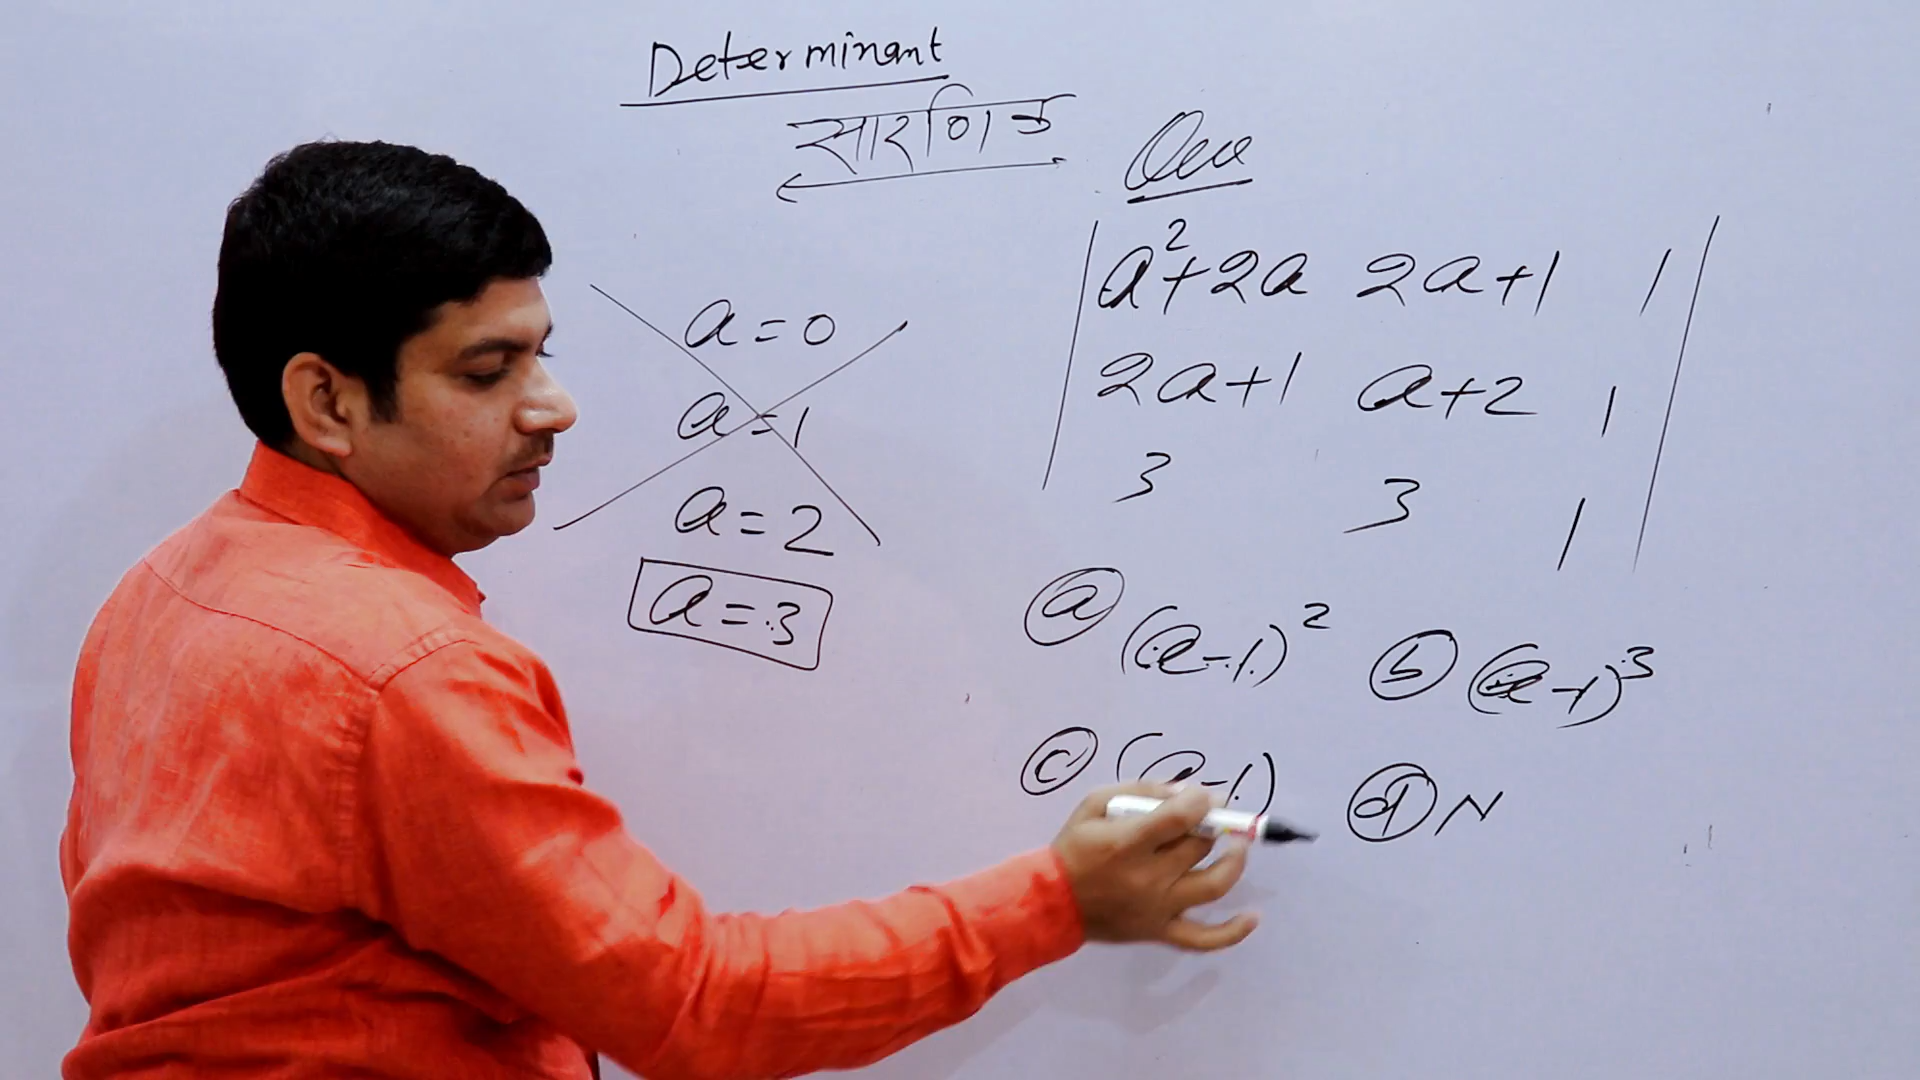 Determinant
सारणिक
Que
a²+2a 2a+1 1
2a+1 a+2 1
3 3 1
a=0
a=1
a=2
a=3
(a) (a-1)² (b) (a-1)³
(c) (a-1) (d) N